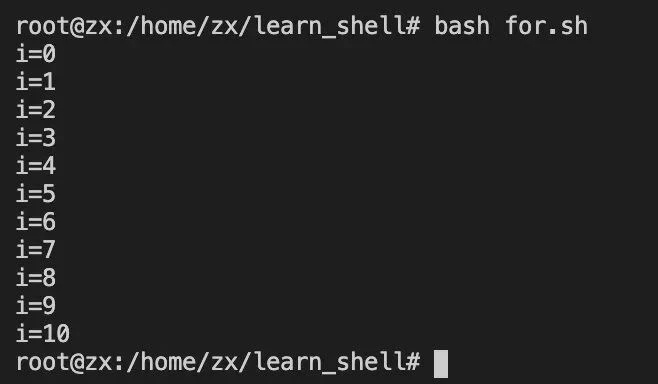 root@zx:/home/zx/learn_shell# bash for.sh
i=0
i=1
i=2
i=3
i=4
i=5
i=6
i=7
i=8
i=9
i=10
root@zx:/home/zx/learn_shell#